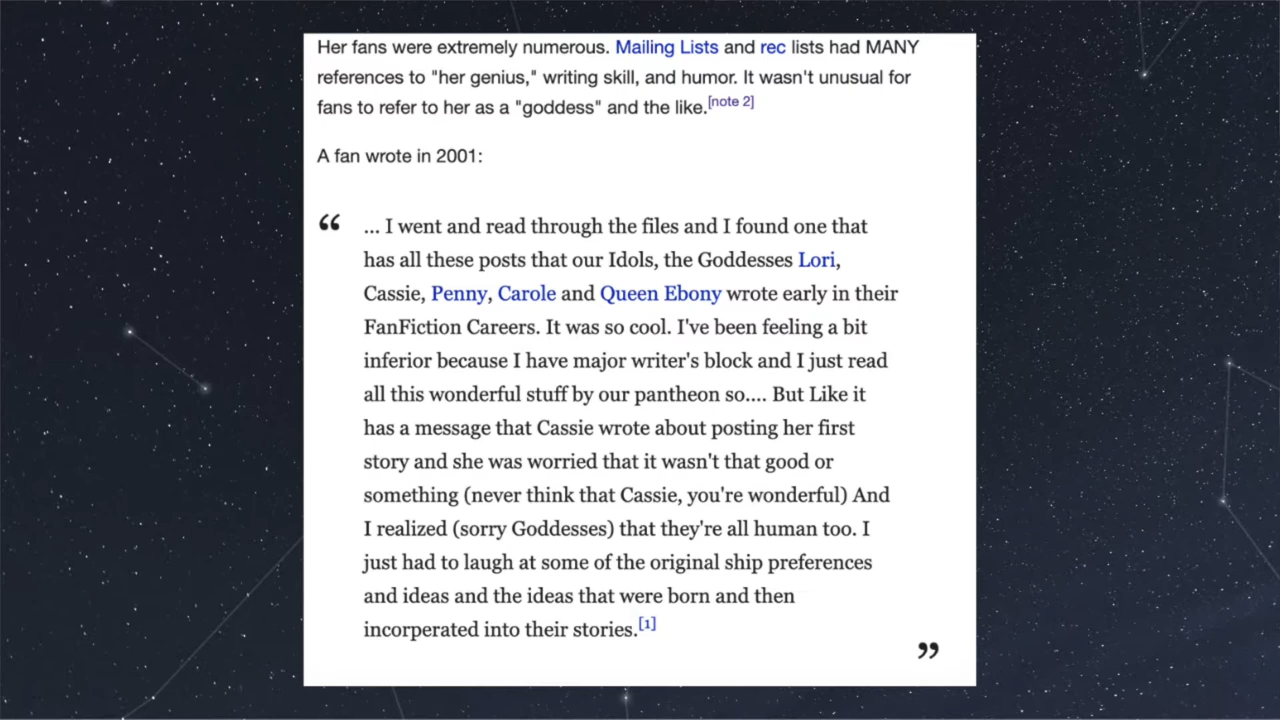 Her fans were extremely numerous. Mailing Lists and rec lists had MANY
references to "her genius," writing skill, and humor. It wasn't unusual for
fans to refer to her as a "goddess" and the like.[note 2]
A fan wrote in 2001:
“ ... I went and read through the files and I found one that
has all these posts that our Idols, the Goddesses Lori,
Cassie, Penny, Carole and Queen Ebony wrote early in their
FanFiction Careers. It was so cool. I've been feeling a bit
inferior because I have major writer's block and I just read
all this wonderful stuff by our pantheon so.... But Like it
has a message that Cassie wrote about posting her first
story and she was worried that it wasn't that good or
something (never think that Cassie, you're wonderful) And
I realized (sorry Goddesses) that they're all human too. I
just had to laugh at some of the original ship preferences
and ideas and the ideas that were born and then
incorperated into their stories.[1]
”